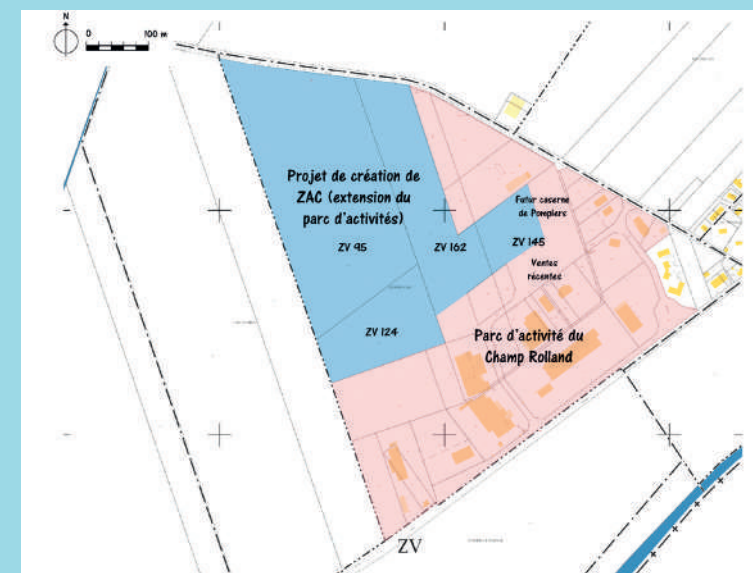 N
0 100 m
Projet de création de
ZAC (extension du
parc d'activités)
ZV 95
ZV 162
ZV 145
Futur caserne
de Pompiers
Ventes
récentes
ZV 124
Parc d'activité du
Champ Rolland
ZV